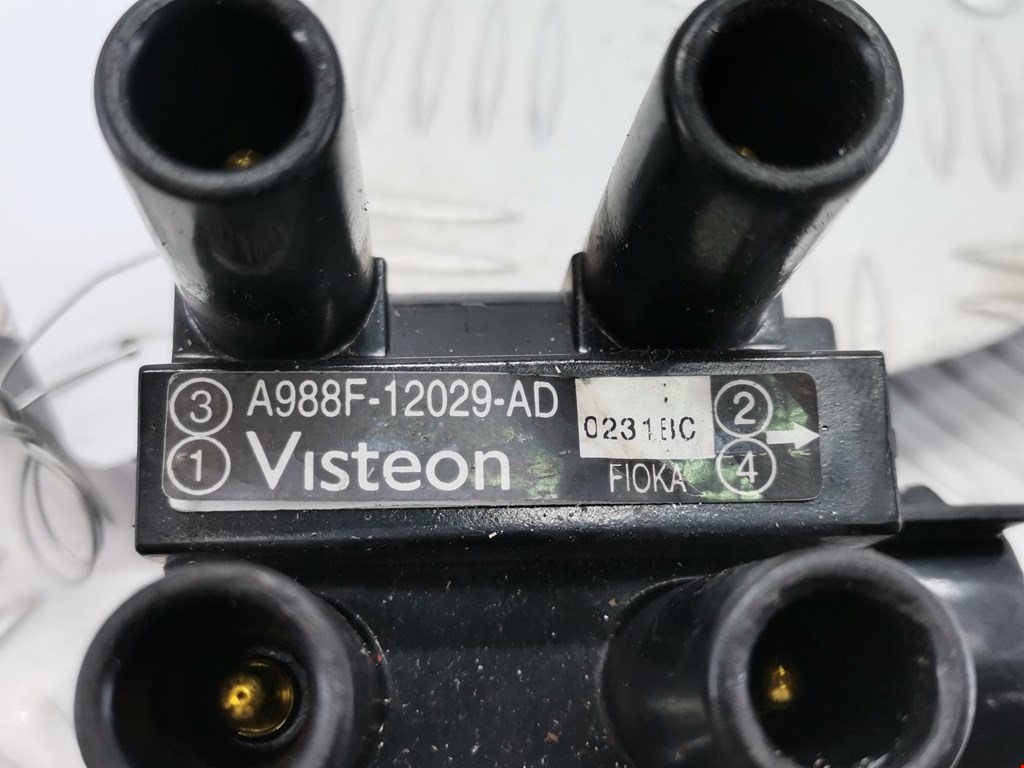 3 A988F-12029-AD 0231BC 2
1 Visteon FIOKA 4